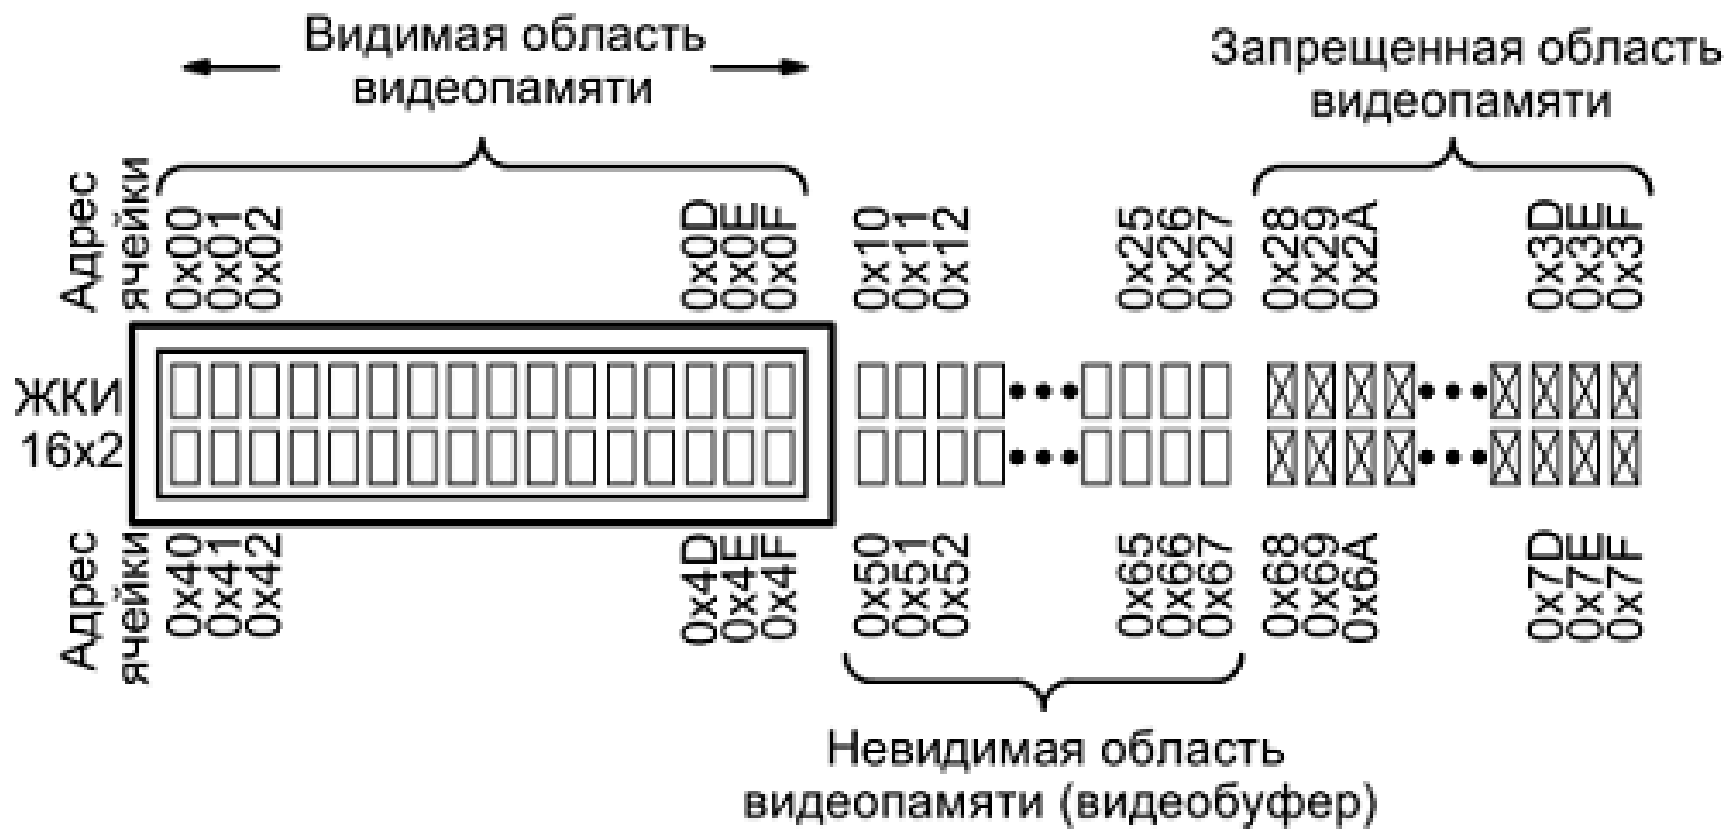 Видимая область
видеопамяти
Запрещенная область
видеопамяти
Адрес
ячейки
0x00
0x01
0x02
0x0D
0x0E
0x0F
0x10
0x11
0x12
0x25
0x26
0x27
0x28
0x29
0x2A
0x3D
0x3E
0x3F
ЖКИ
16x2
Адрес
ячейки
0x40
0x41
0x42
0x4D
0x4E
0x4F
0x50
0x51
0x52
0x65
0x66
0x67
0x68
0x69
0x6A
0x7D
0x7E
0x7F
Невидимая область
видеопамяти (видеобуфер)